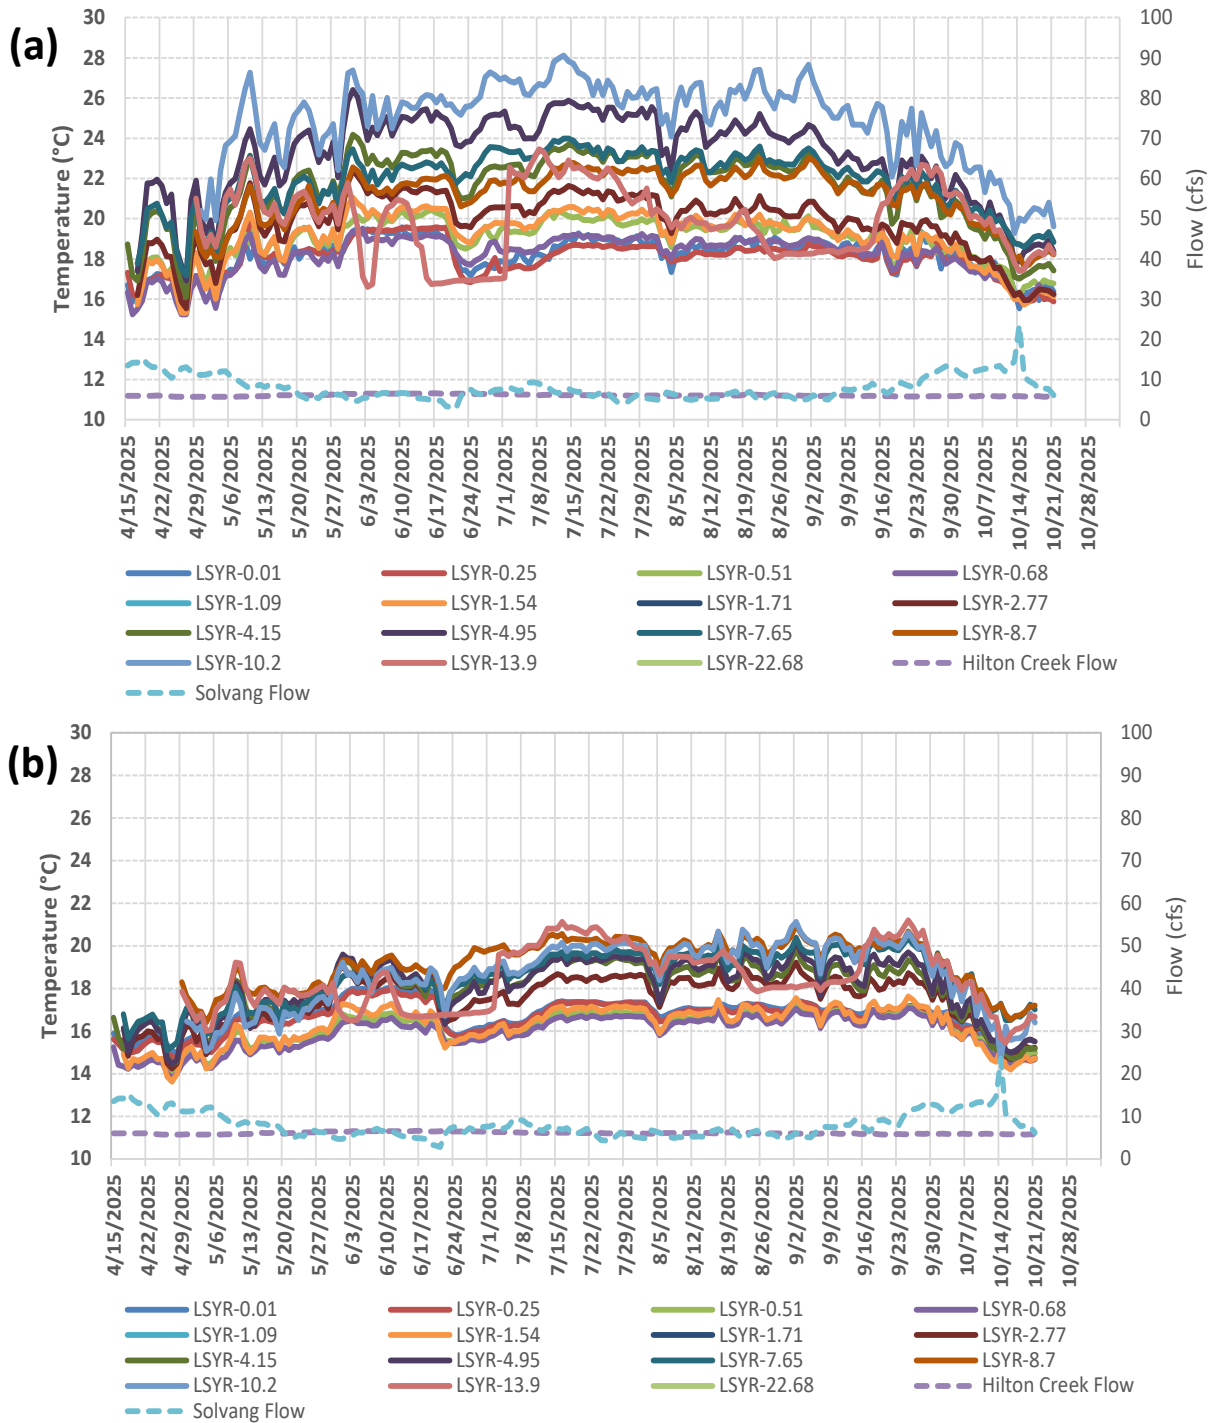 (a)
30 100
28 90
26 80
24 70
22 60
20 50
18 40
16 30
14 20
12 10
10 0
Temperature (°C)
Flow (cfs)
4/15/2025 4/22/2025 4/29/2025 5/6/2025 5/13/2025 5/20/2025 5/27/2025 6/3/2025 6/10/2025 6/17/2025 6/24/2025 7/1/2025 7/8/2025 7/15/2025 7/22/2025 7/29/2025 8/5/2025 8/12/2025 8/19/2025 8/26/2025 9/2/2025 9/9/2025 9/16/2025 9/23/2025 9/30/2025 10/7/2025 10/14/2025 10/21/2025 10/28/2025
LSYR-0.01 LSYR-0.25 LSYR-0.51 LSYR-0.68
LSYR-1.09 LSYR-1.54 LSYR-1.71 LSYR-2.77
LSYR-4.15 LSYR-4.95 LSYR-7.65 LSYR-8.7
LSYR-10.2 LSYR-13.9 LSYR-22.68 Hilton Creek Flow
Solvang Flow
(b)
30 100
28 90
26 80
24 70
22 60
20 50
18 40
16 30
14 20
12 10
10 0
Temperature (°C)
Flow (cfs)
4/15/2025 4/22/2025 4/29/2025 5/6/2025 5/13/2025 5/20/2025 5/27/2025 6/3/2025 6/10/2025 6/17/2025 6/24/2025 7/1/2025 7/8/2025 7/15/2025 7/22/2025 7/29/2025 8/5/2025 8/12/2025 8/19/2025 8/26/2025 9/2/2025 9/9/2025 9/16/2025 9/23/2025 9/30/2025 10/7/2025 10/14/2025 10/21/2025 10/28/2025
LSYR-0.01 LSYR-0.25 LSYR-0.51 LSYR-0.68
LSYR-1.09 LSYR-1.54 LSYR-1.71 LSYR-2.77
LSYR-4.15 LSYR-4.95 LSYR-7.65 LSYR-8.7
LSYR-10.2 LSYR-13.9 LSYR-22.68 Hilton Creek Flow
Solvang Flow